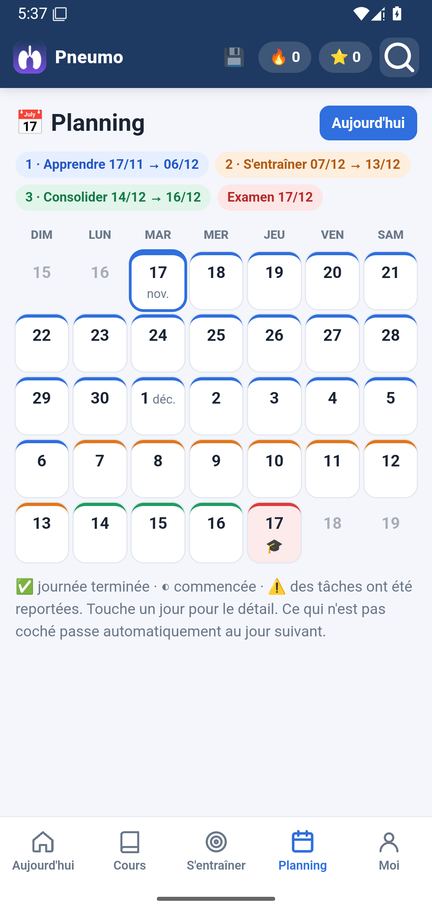 5:37
Pneumo
0
0
July
17
Planning
Aujourd'hui
1 · Apprendre 17/11 → 06/12
2 · S'entraîner 07/12 → 13/12
3 · Consolider 14/12 → 16/12
Examen 17/12
DIM LUN MAR MER JEU VEN SAM
15 16 17 nov. 18 19 20 21
22 23 24 25 26 27 28
29 30 1 déc. 2 3 4 5
6 7 8 9 10 11 12
13 14 15 16 17 18 19
✅ journée terminée · ◐ commencée · ⚠️ des tâches ont été
reportées. Touche un jour pour le détail. Ce qui n'est pas
coché passe automatiquement au jour suivant.
Aujourd'hui Cours S'entraîner Planning Moi